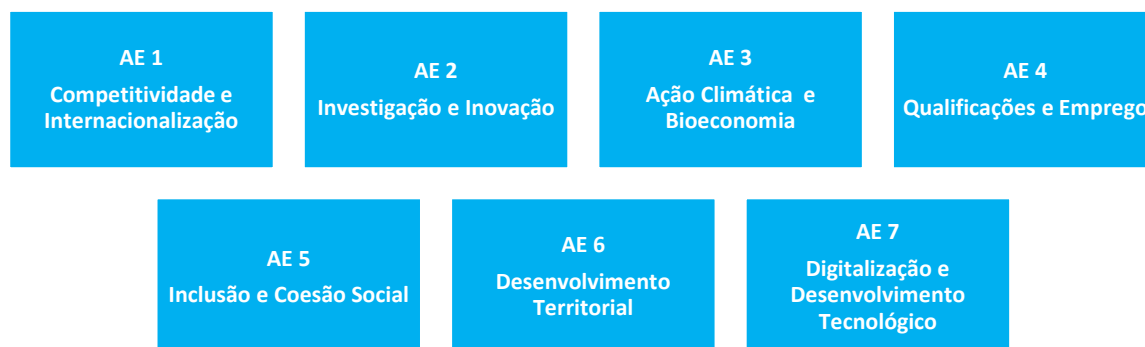 AE 1
Competitividade e
Internacionalização
AE 2
Investigação e Inovação
AE 3
Ação Climática e
Bioeconomia
AE 4
Qualificações e Emprego
AE 5
Inclusão e Coesão Social
AE 6
Desenvolvimento
Territorial
AE 7
Digitalização e
Desenvolvimento
Tecnológico